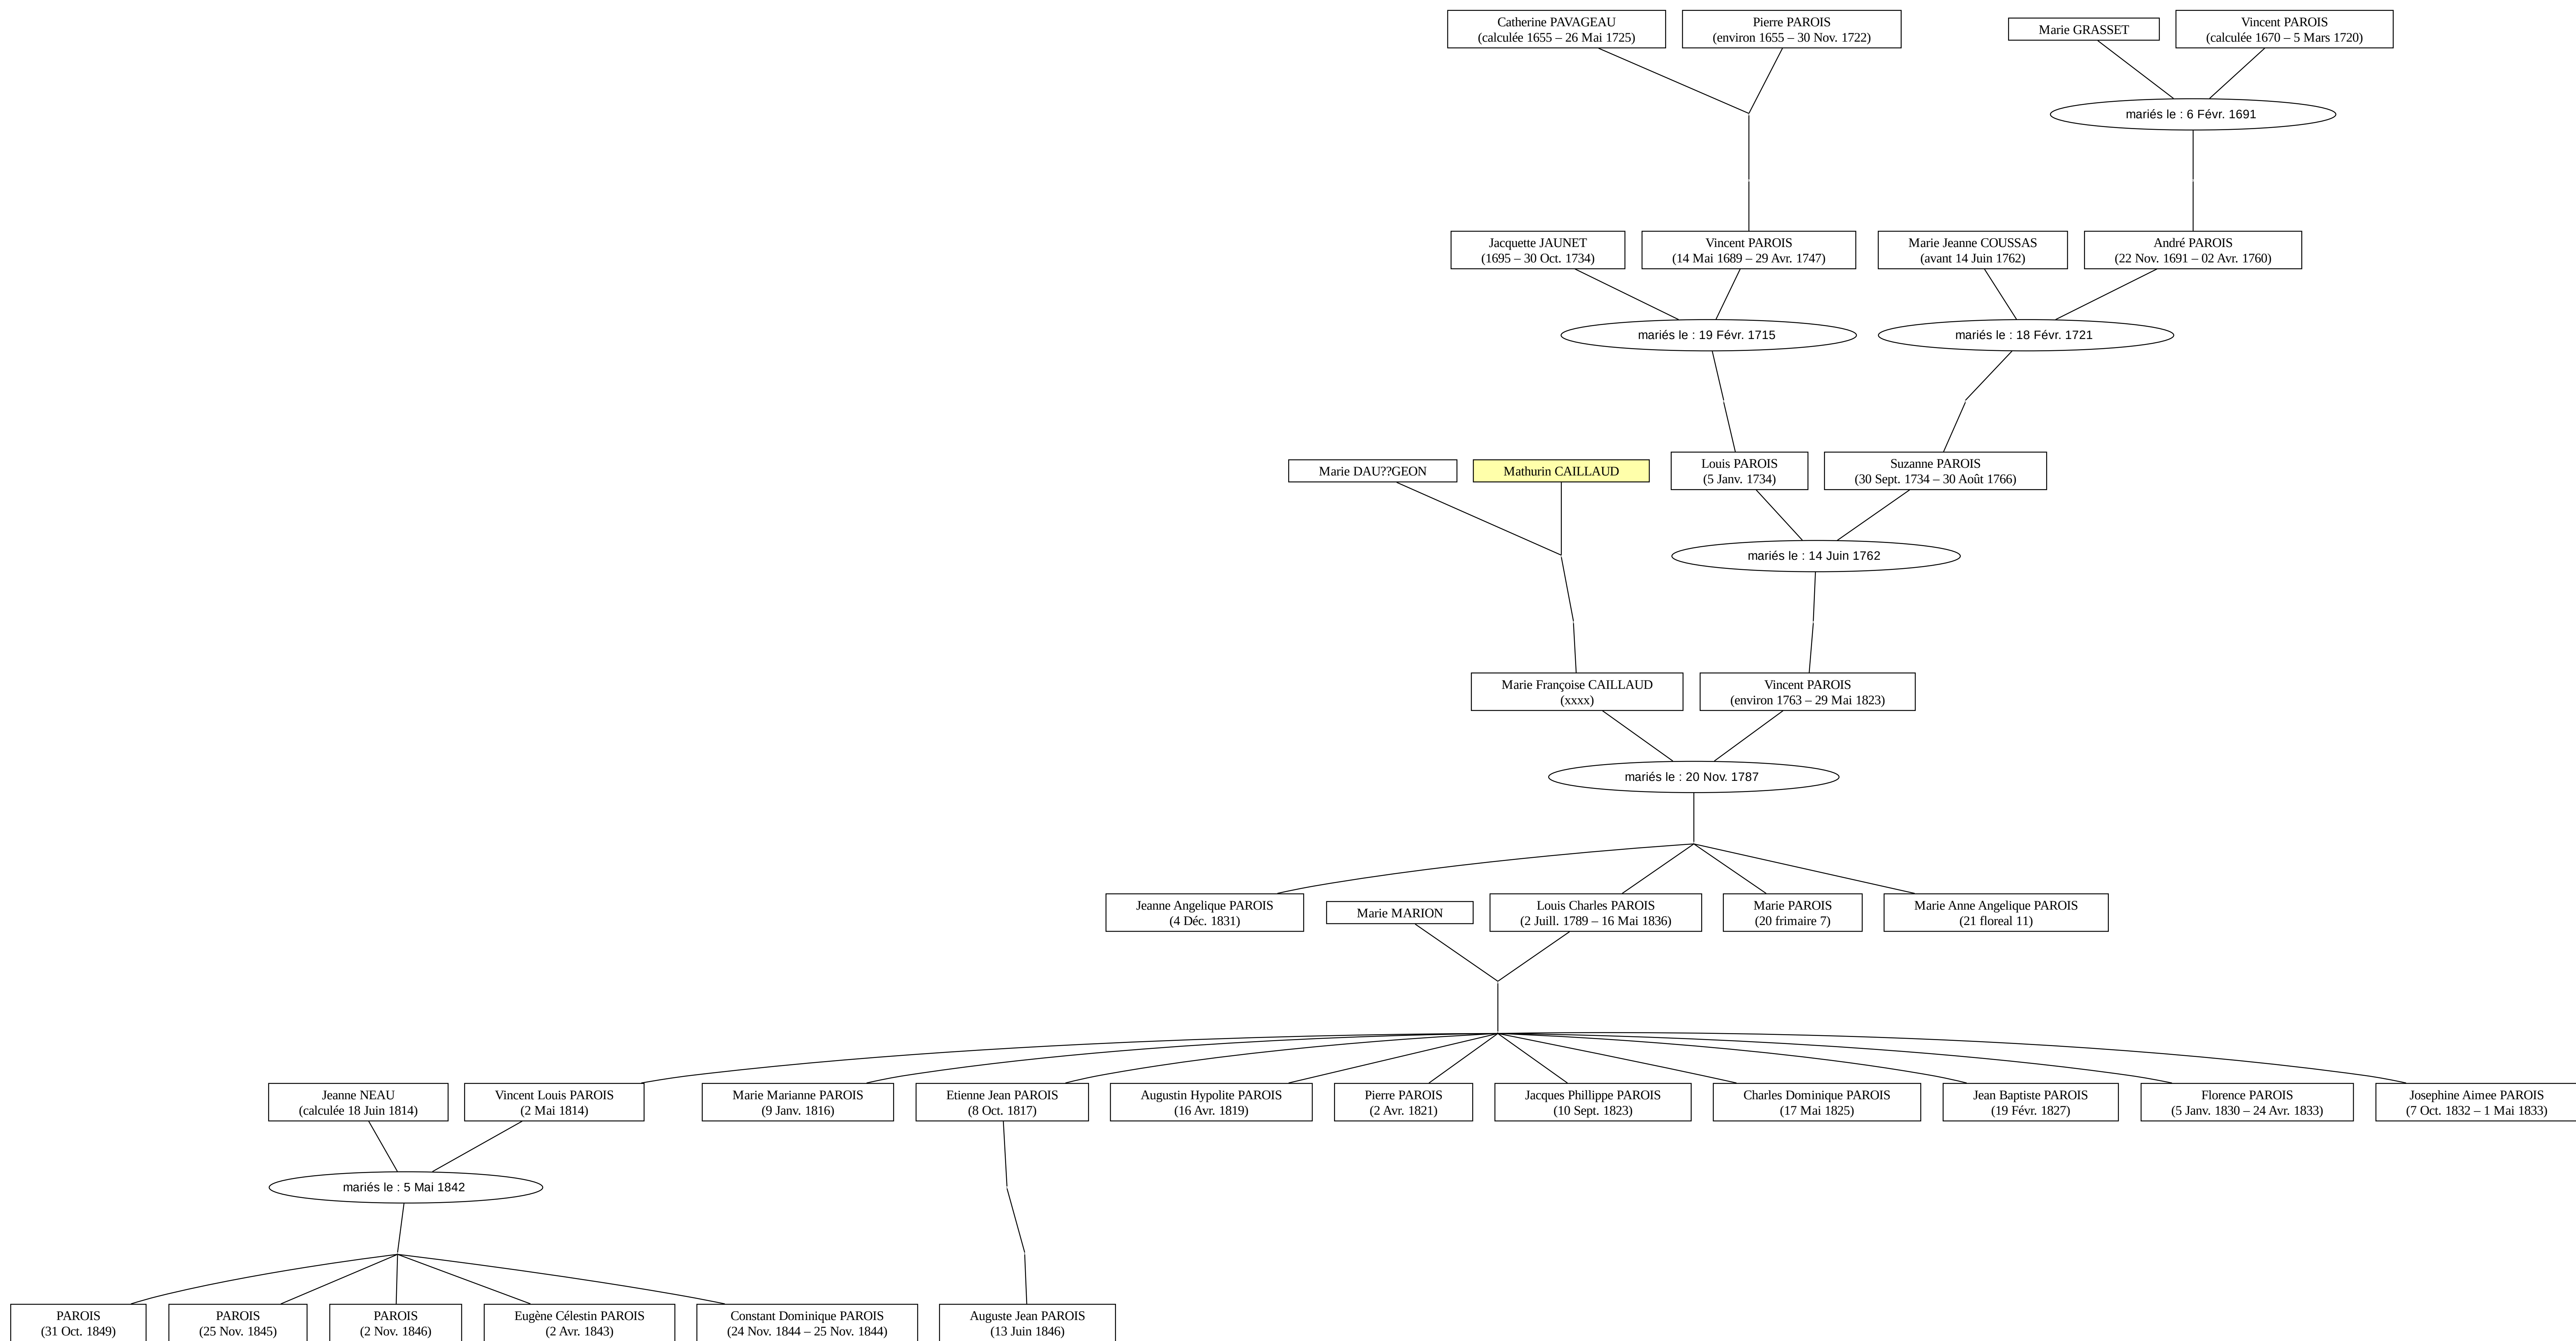 Catherine PAVAGEAU
(calculée 1655 – 26 Mai 1725)
Pierre PAROIS
(environ 1655 – 30 Nov. 1722)
Marie GRASSET
Vincent PAROIS
(calculée 1670 – 5 Mars 1720)
mariés le : 6 Févr. 1691
Jacquette JAUNET
(1695 – 30 Oct. 1734)
Vincent PAROIS
(14 Mai 1689 – 29 Avr. 1747)
Marie Jeanne COUSSAS
(avant 14 Juin 1762)
André PAROIS
(22 Nov. 1691 – 02 Avr. 1760)
mariés le : 19 Févr. 1715
mariés le : 18 Févr. 1721
Marie DAU??GEON
Mathurin CAILLAUD
Louis PAROIS
(5 Janv. 1734)
Suzanne PAROIS
(30 Sept. 1734 – 30 Août 1766)
mariés le : 14 Juin 1762
Marie Françoise CAILLAUD
(xxxx)
Vincent PAROIS
(environ 1763 – 29 Mai 1823)
mariés le : 20 Nov. 1787
Jeanne Angelique PAROIS
(4 Déc. 1831)
Marie MARION
Louis Charles PAROIS
(2 Juill. 1789 – 16 Mai 1836)
Marie PAROIS
(20 frimaire 7)
Marie Anne Angelique PAROIS
(21 floreal 11)
Jeanne NEAU
(calculée 18 Juin 1814)
Vincent Louis PAROIS
(2 Mai 1814)
Marie Marianne PAROIS
(9 Janv. 1816)
Etienne Jean PAROIS
(8 Oct. 1817)
Augustin Hypolite PAROIS
(16 Avr. 1819)
Pierre PAROIS
(2 Avr. 1821)
Jacques Phillippe PAROIS
(10 Sept. 1823)
Charles Dominique PAROIS
(17 Mai 1825)
Jean Baptiste PAROIS
(19 Févr. 1827)
Florence PAROIS
(5 Janv. 1830 – 24 Avr. 1833)
Josephine Aimee PAROIS
(7 Oct. 1832 – 1 Mai 1833)
mariés le : 5 Mai 1842
PAROIS
(31 Oct. 1849)
PAROIS
(25 Nov. 1845)
PAROIS
(2 Nov. 1846)
Eugène Célestin PAROIS
(2 Avr. 1843)
Constant Dominique PAROIS
(24 Nov. 1844 – 25 Nov. 1844)
Auguste Jean PAROIS
(13 Juin 1846)